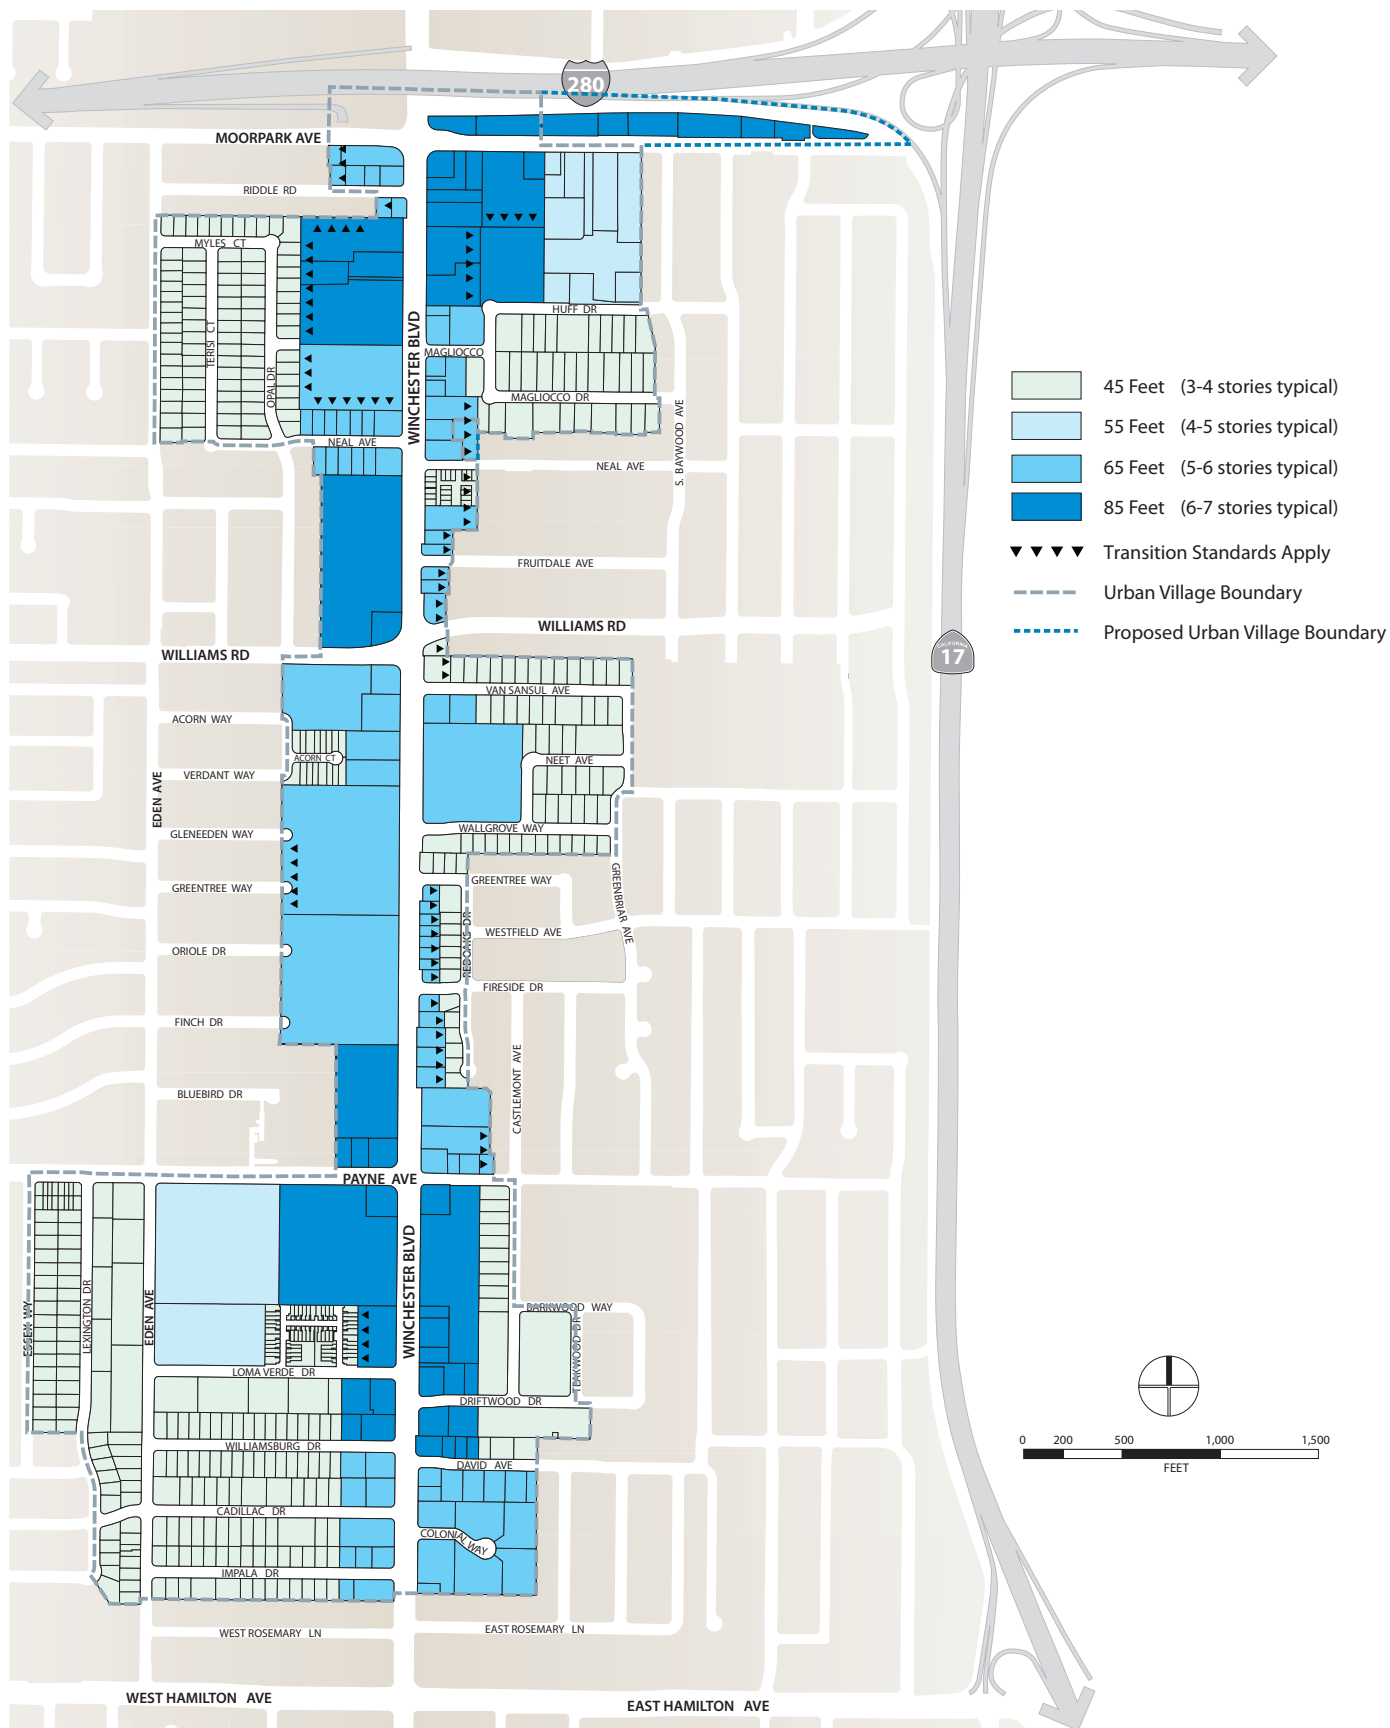 280
MOORPARK AVE
RIDDLE RD
MYLES CT
TERISI CT
OPAL DR
WINCHESTER BLVD
HUFF DR
MAGLIOCCO
MAGLIOCCO DR
S. BAYWOOD AVE
NEAL AVE
NEAL AVE
FRUITDALE AVE
WILLIAMS RD
WILLIAMS RD
VAN SANSUL AVE
ACORN WAY
ACORN CT
VERDANT WAY
NEET AVE
EDEN AVE
GLENEEDEN WAY
WALLGROVE WAY
GREENTREE WAY
GREENTREE WAY
GREENBRIAR AVE
REDOAKS DR
WESTFIELD AVE
ORIOLE DR
FIRESIDE DR
FINCH DR
CASTLEMONT AVE
BLUEBIRD DR
PAYNE AVE
WINCHESTER BLVD
ESSEX WY
LEXINGTON DR
EDEN AVE
DARKWOOD WAY
TEAKWOOD DR
LOMA VERDE DR
DRIFTWOOD DR
WILLIAMSBURG DR
DAVID AVE
CADILLAC DR
COLONIAL WAY
IMPALA DR
WEST ROSEMARY LN
EAST ROSEMARY LN
WEST HAMILTON AVE
EAST HAMILTON AVE
CALIFORNIA
17
45 Feet (3-4 stories typical)
55 Feet (4-5 stories typical)
65 Feet (5-6 stories typical)
85 Feet (6-7 stories typical)
Transition Standards Apply
Urban Village Boundary
Proposed Urban Village Boundary
0 200 500 1,000 1,500
FEET